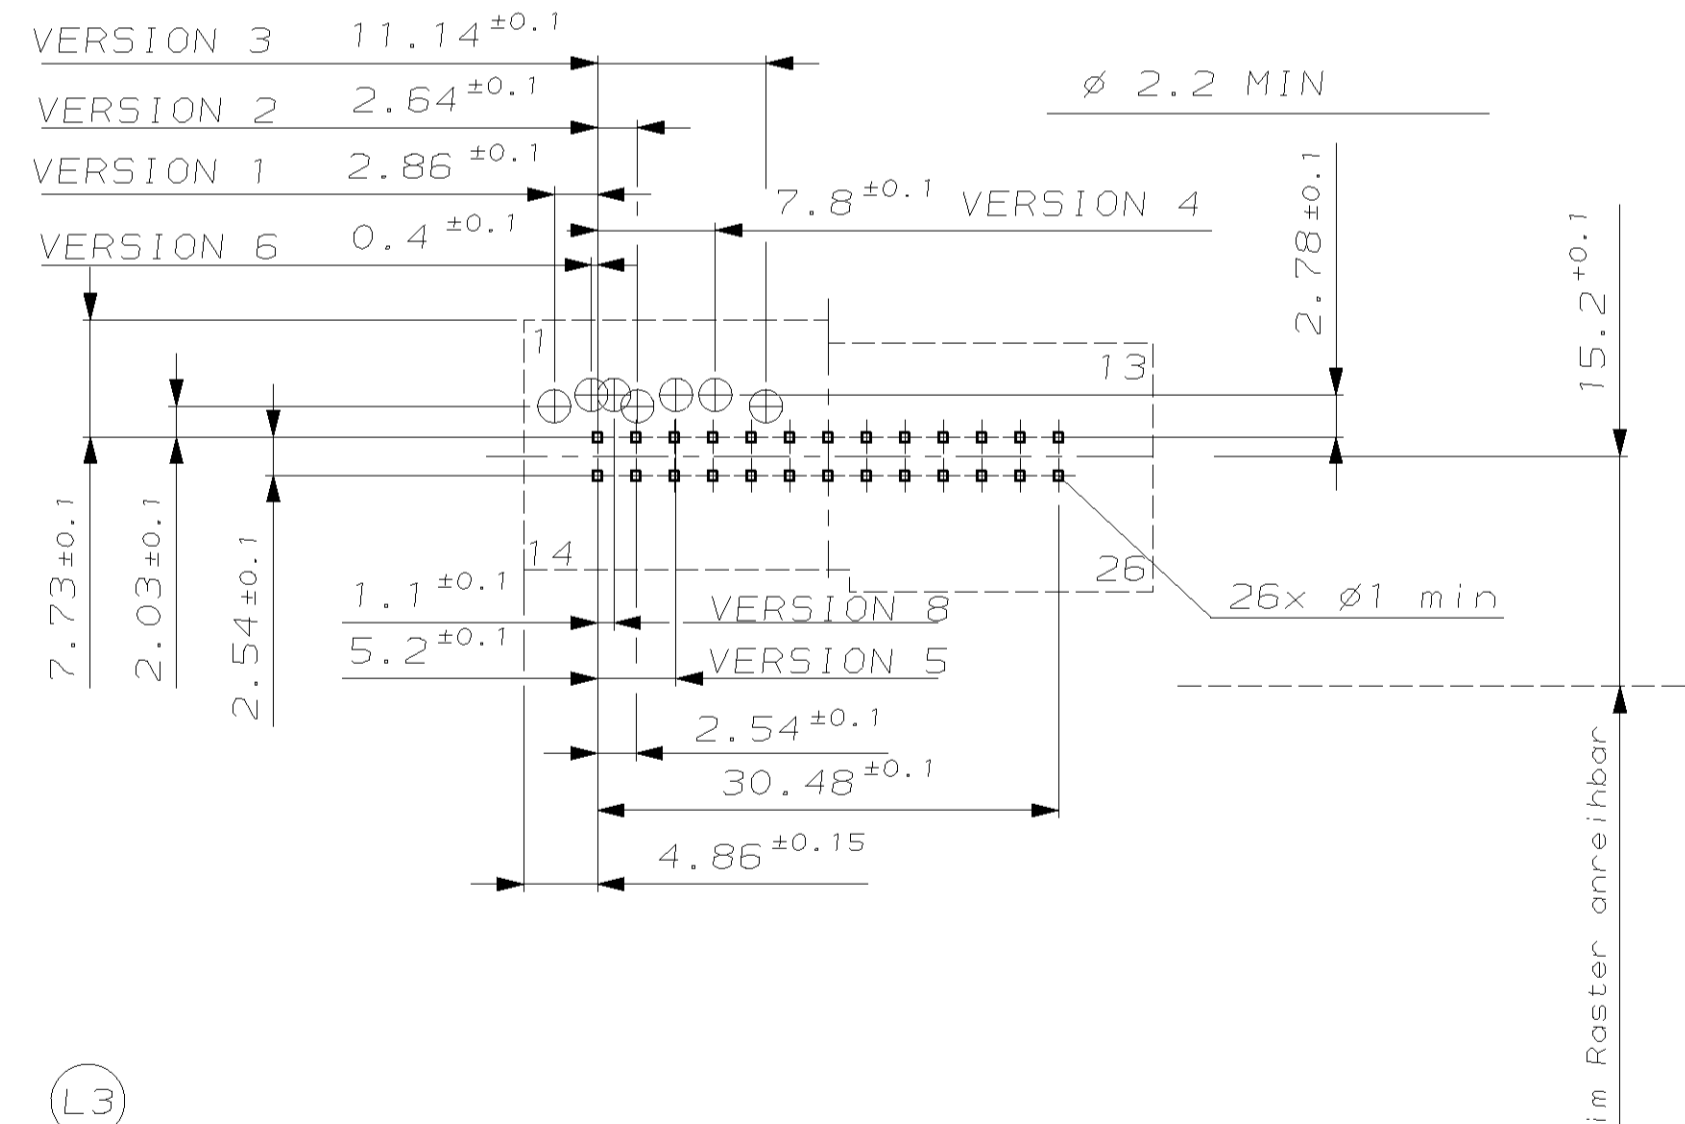 VERSION 3 11.14±0.1
VERSION 2 2.64±0.1
VERSION 1 2.86±0.1
VERSION 6 0.4±0.1
ø 2.2 MIN
7.8±0.1 VERSION 4
2.78±0.1
15.2+0.1
1
13
14
26
7.73±0.1
2.03±0.1
2.54±0.1
1.1±0.1 VERSION 8
5.2±0.1 VERSION 5
26x ø1 min
2.54±0.1
30.48±0.1
4.86±0.15
im Raster anreihbar
L3